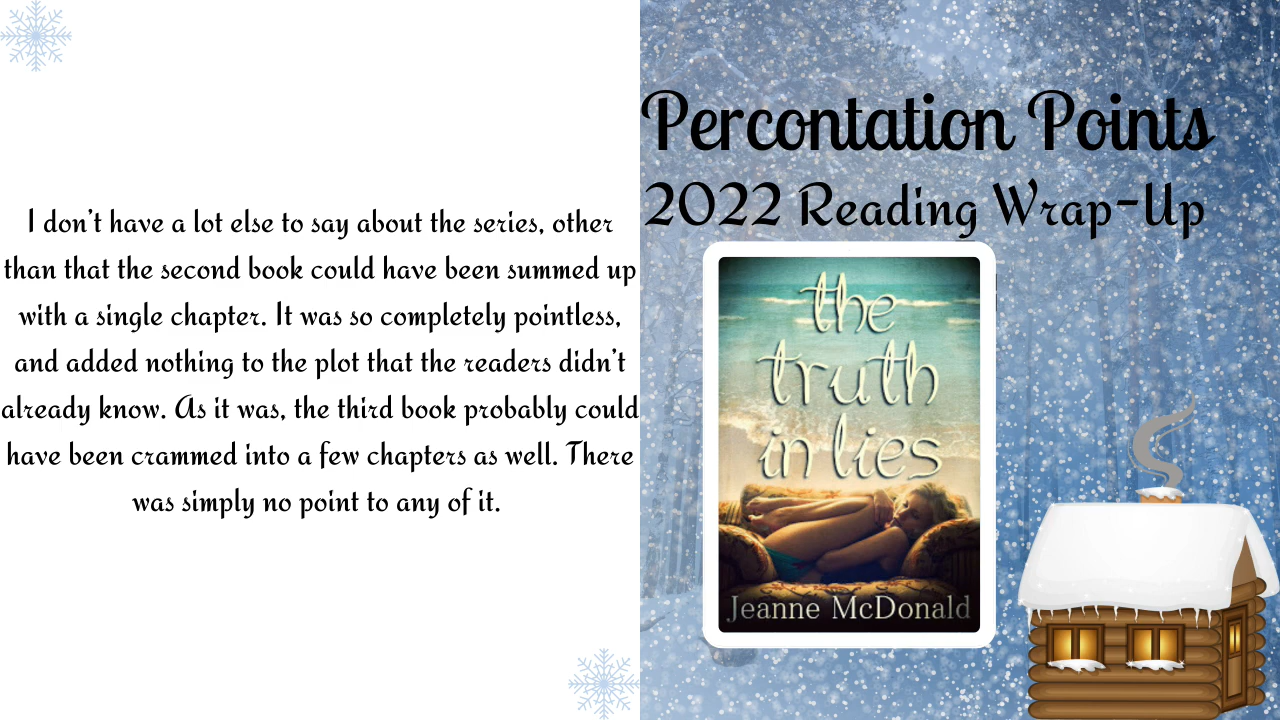 I don't have a lot else to say about the series, other
than that the second book could have been summed up
with a single chapter. It was so completely pointless,
and added nothing to the plot that the readers didn't
already know. As it was, the third book probably could
have been crammed into a few chapters as well. There
was simply no point to any of it.
Percontation Points
2022 Reading Wrap-Up
the
truth
in lies
Jeanne McDonald